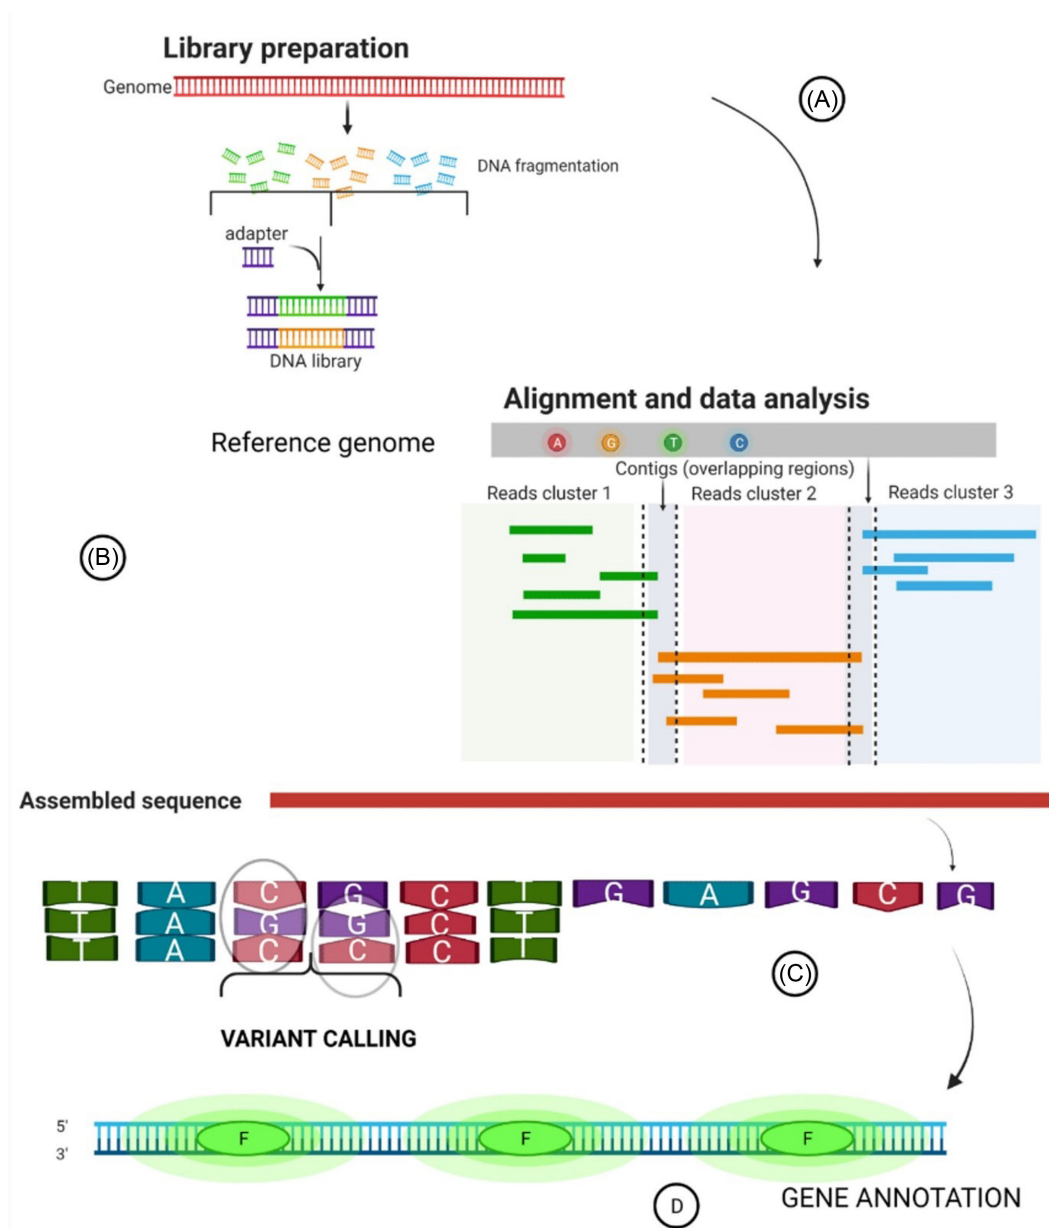 Library preparation
Genome
(A)
DNA fragmentation
adapter
DNA library
Alignment and data analysis
Reference genome
A G T C
Contigs (overlapping regions)
Reads cluster 1 Reads cluster 2 Reads cluster 3
(B)
Assembled sequence
T A C G C T G A G C G
T A G G C T
T A C C C T
(C)
VARIANT CALLING
5'
F F F
3'
D
GENE ANNOTATION